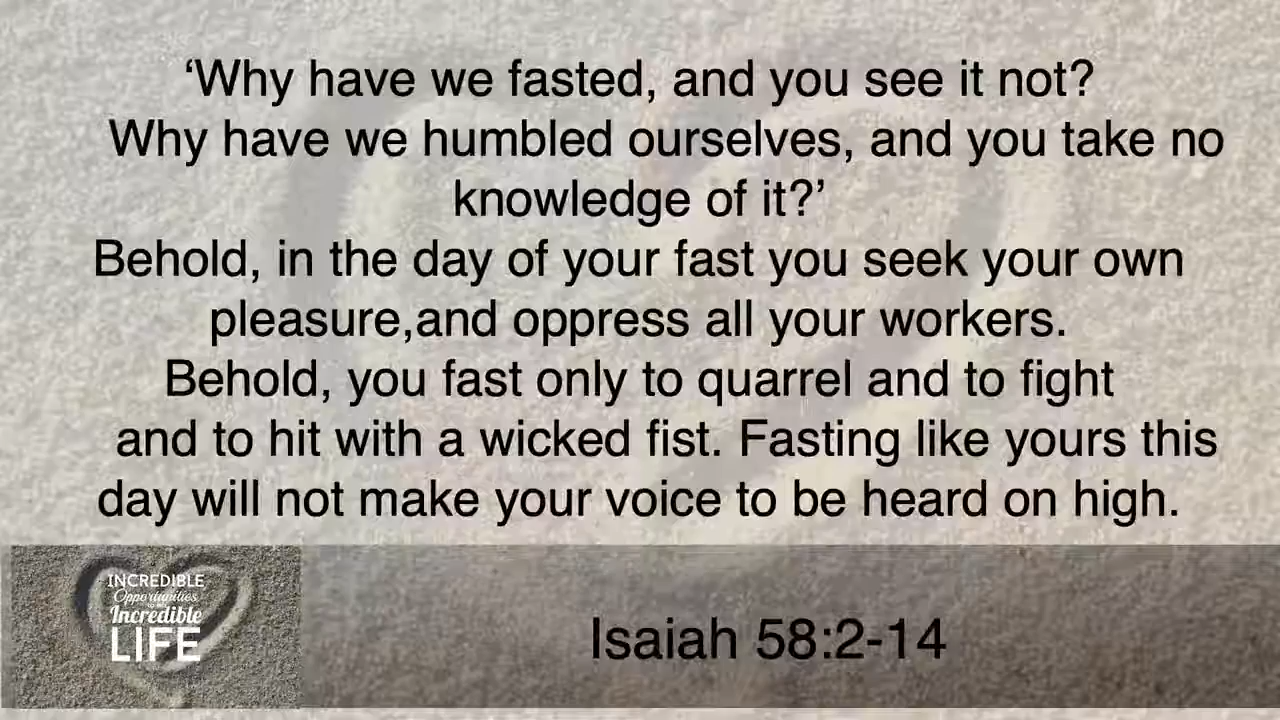 ‘Why have we fasted, and you see it not?
Why have we humbled ourselves, and you take no
knowledge of it?’
Behold, in the day of your fast you seek your own
pleasure,and oppress all your workers.
Behold, you fast only to quarrel and to fight
and to hit with a wicked fist. Fasting like yours this
day will not make your voice to be heard on high.
INCREDIBLE
Opportunities
Incredible
LIFE
Isaiah 58:2-14